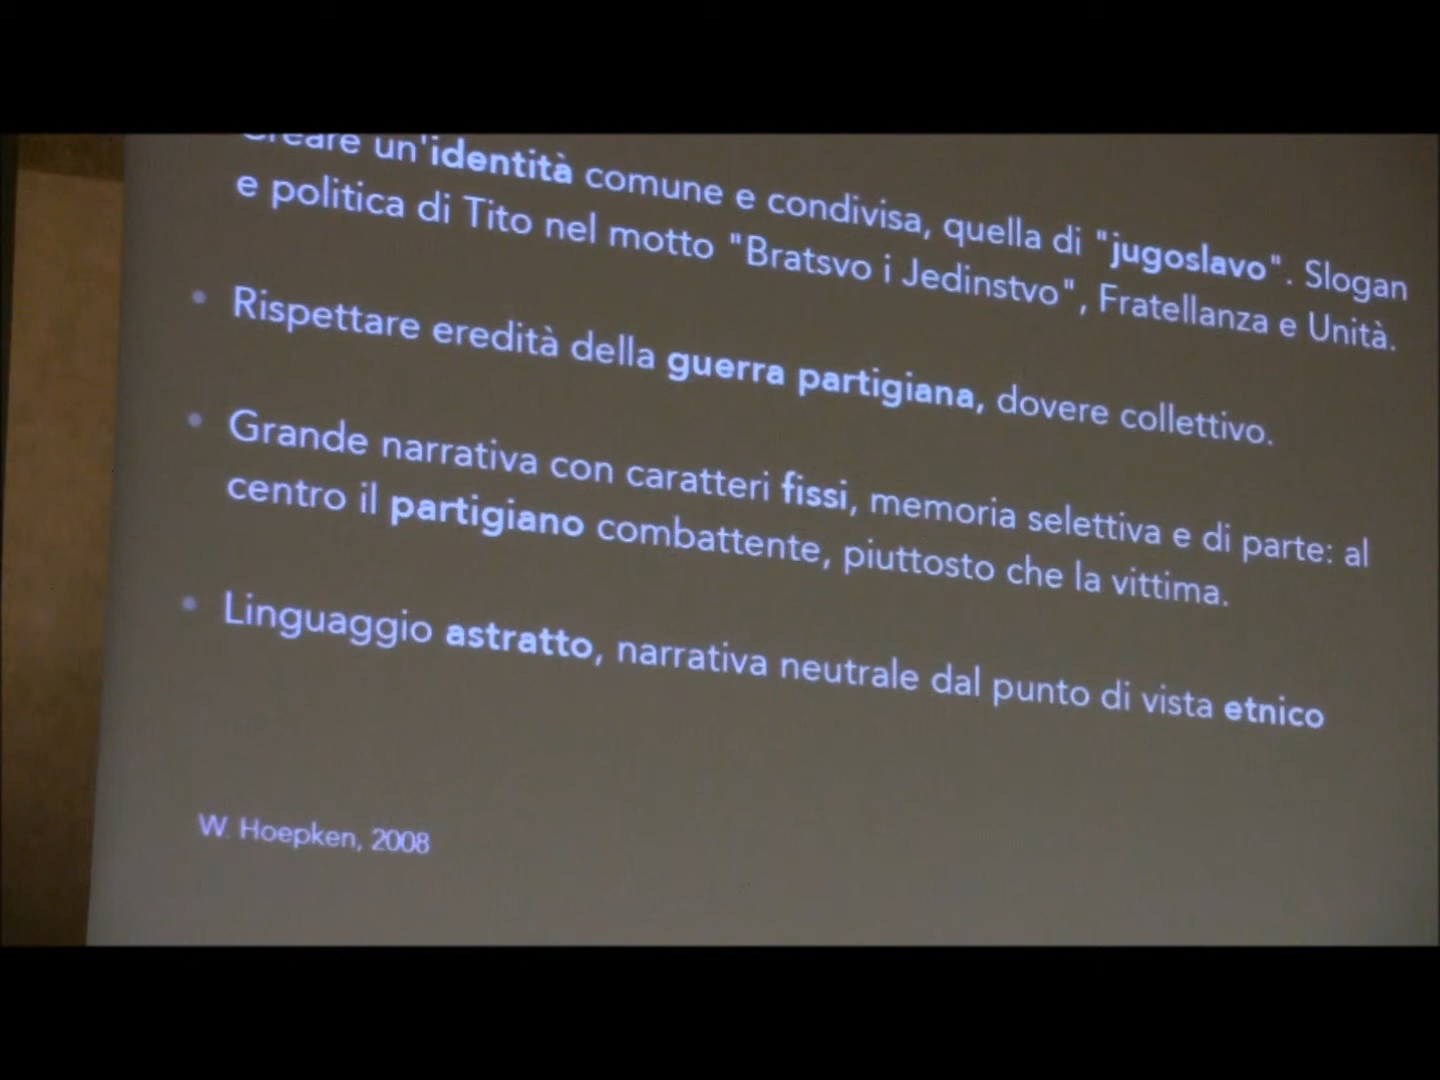 Creare un'identità comune e condivisa, quella di "jugoslavo". Slogan
e politica di Tito nel motto "Bratsvo i Jedinstvo", Fratellanza e Unità.
• Rispettare eredità della guerra partigiana, dovere collettivo.
• Grande narrativa con caratteri fissi, memoria selettiva e di parte: al
centro il partigiano combattente, piuttosto che la vittima.
• Linguaggio astratto, narrativa neutrale dal punto di vista etnico
W. Hoepken, 2008